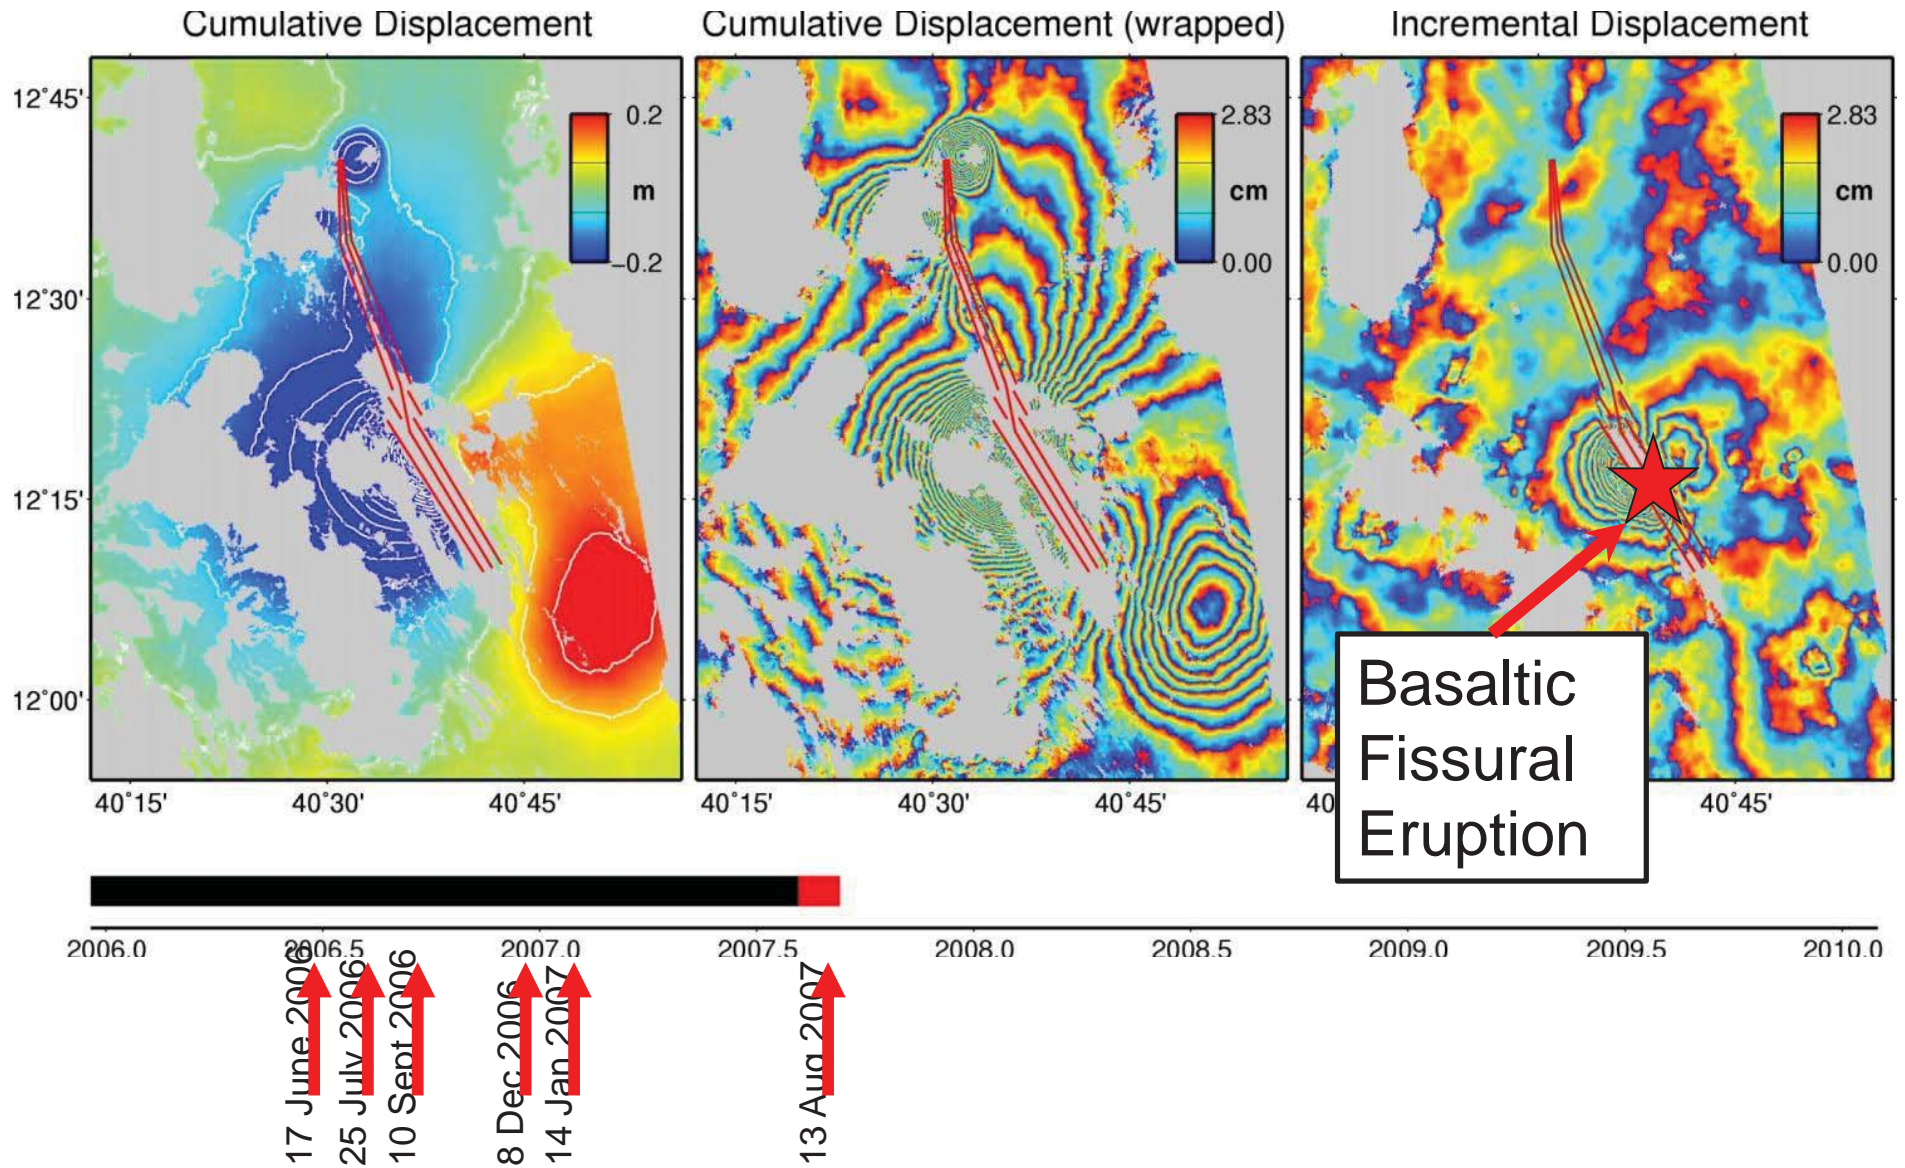 Cumulative Displacement
Cumulative Displacement (wrapped)
Incremental Displacement
12°45'
12°30'
12°15'
12°00'
0.2
m
−0.2
2.83
cm
0.00
2.83
cm
0.00
40°15'
40°30'
40°45'
40°15'
40°30'
40°45'
40
40°45'
Basaltic
Fissural
Eruption
2006.0
2006.5
2007.0
2007.5
2008.0
2008.5
2009.0
2009.5
2010.0
17 June 2006
25 July 2006
10 Sept 2006
8 Dec 2006
14 Jan 2007
13 Aug 2007